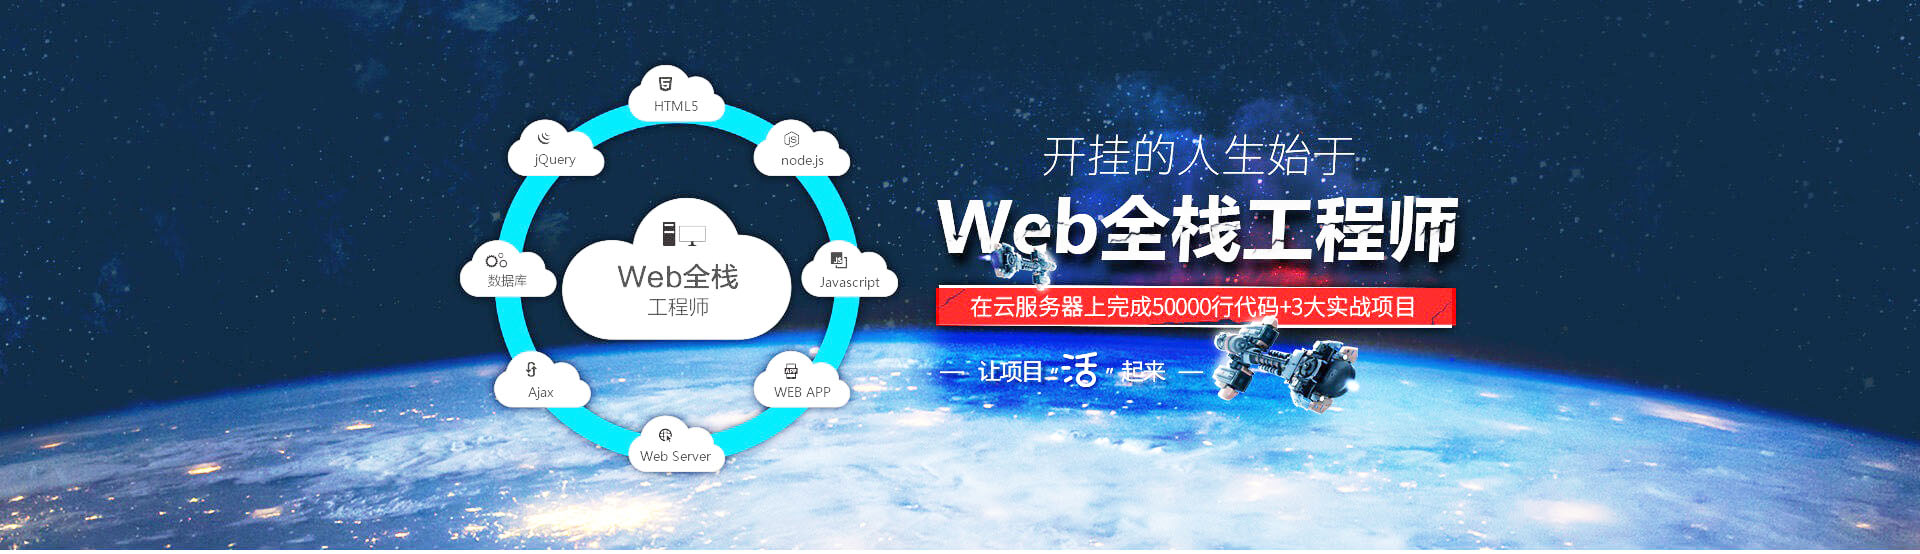 HTML5
jQuery
node.js
数据库
Web全栈
工程师
Javascript
Ajax
WEB APP
Web Server
开挂的人生始于
Web全栈工程师
在云服务器上完成50000行代码+3大实战项目
— 让项目“活”起来 —